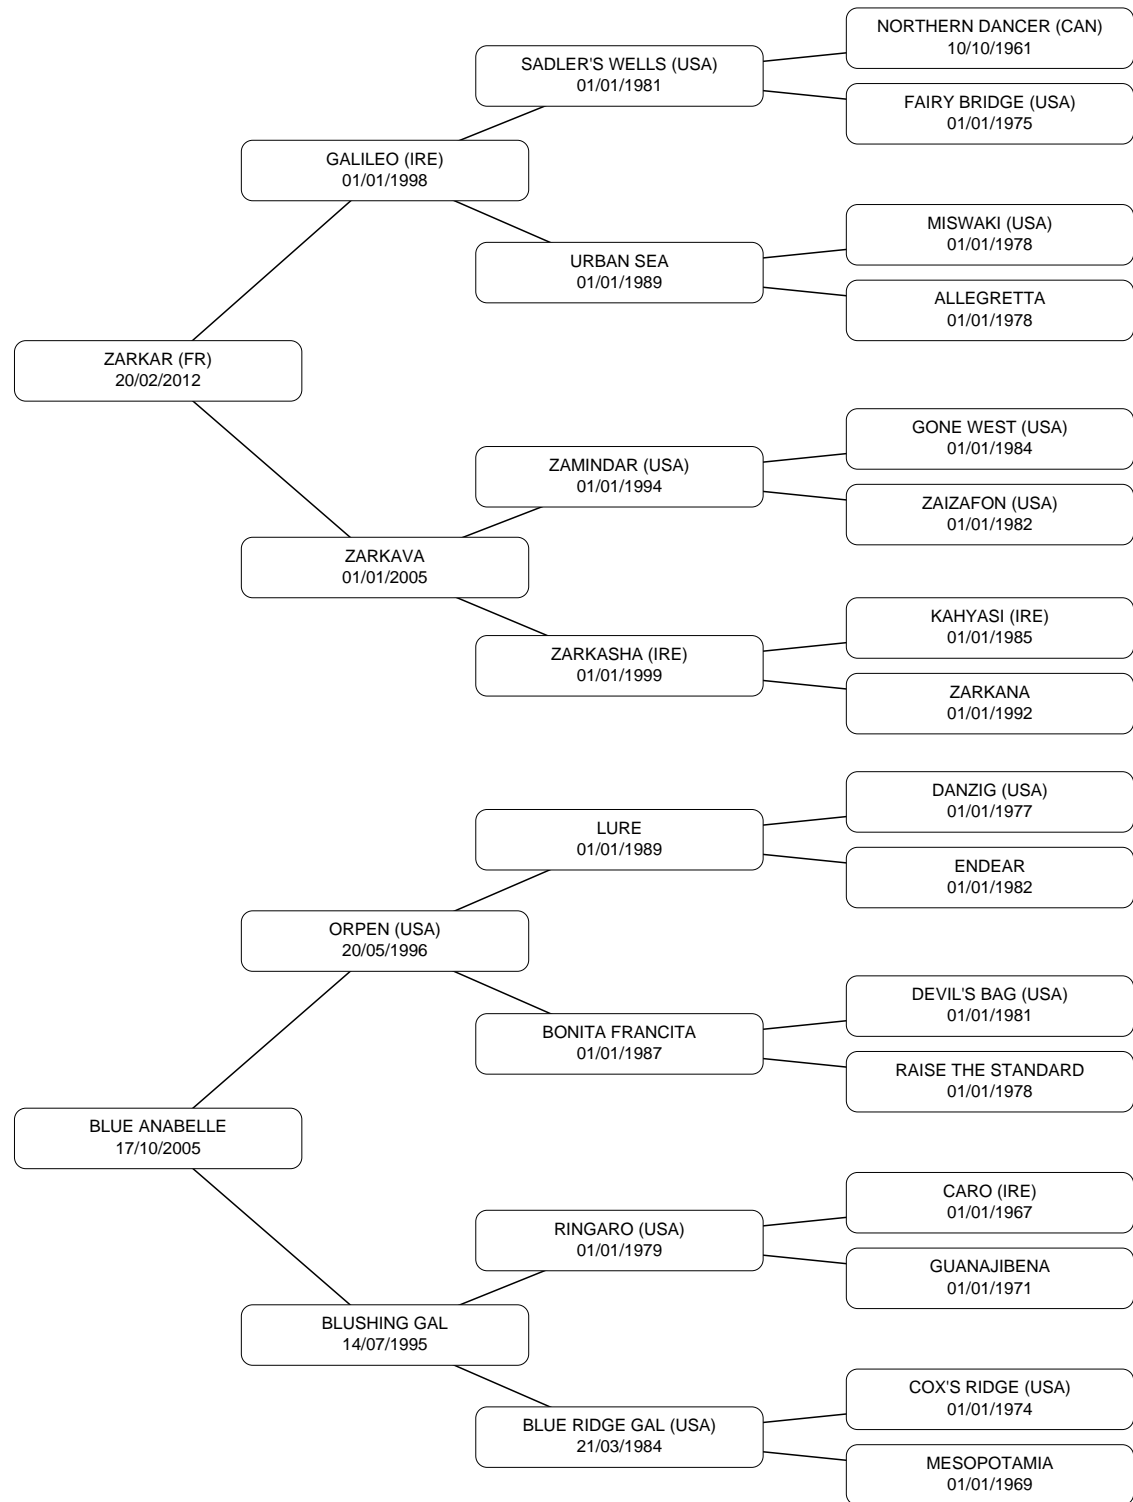 NORTHERN DANCER (CAN)
10/10/1961
SADLER'S WELLS (USA)
01/01/1981
FAIRY BRIDGE (USA)
01/01/1975
GALILEO (IRE)
01/01/1998
MISWAKI (USA)
01/01/1978
URBAN SEA
01/01/1989
ALLEGRETTA
01/01/1978
ZARKAR (FR)
20/02/2012
GONE WEST (USA)
01/01/1984
ZAMINDAR (USA)
01/01/1994
ZAIZAFON (USA)
01/01/1982
ZARKAVA
01/01/2005
KAHYASI (IRE)
01/01/1985
ZARKASHA (IRE)
01/01/1999
ZARKANA
01/01/1992
DANZIG (USA)
01/01/1977
LURE
01/01/1989
ENDEAR
01/01/1982
ORPEN (USA)
20/05/1996
DEVIL'S BAG (USA)
01/01/1981
BONITA FRANCITA
01/01/1987
RAISE THE STANDARD
01/01/1978
BLUE ANABELLE
17/10/2005
CARO (IRE)
01/01/1967
RINGARO (USA)
01/01/1979
GUANAJIBENA
01/01/1971
BLUSHING GAL
14/07/1995
COX'S RIDGE (USA)
01/01/1974
BLUE RIDGE GAL (USA)
21/03/1984
MESOPOTAMIA
01/01/1969